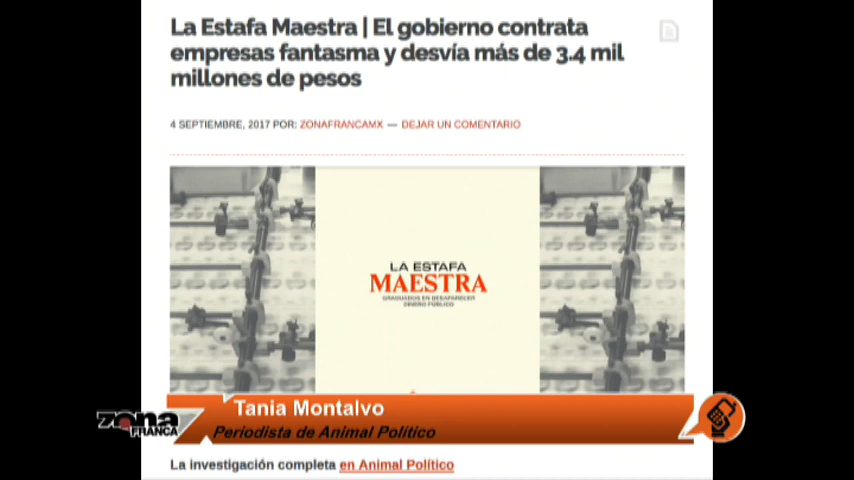 La Estafa Maestra | El gobierno contrata
empresas fantasma y desvía más de 3.4 mil
millones de pesos
4 SEPTIEMBRE, 2017 POR: ZONAFRANCAMX — DEJAR UN COMENTARIO
LA ESTAFA
MAESTRA
GRADUADOS EN DESAPARECER
DINERO PÚBLICO
Tania Montalvo
zona
FRANCA
Periodista de Animal Político
La investigación completa en Animal Político